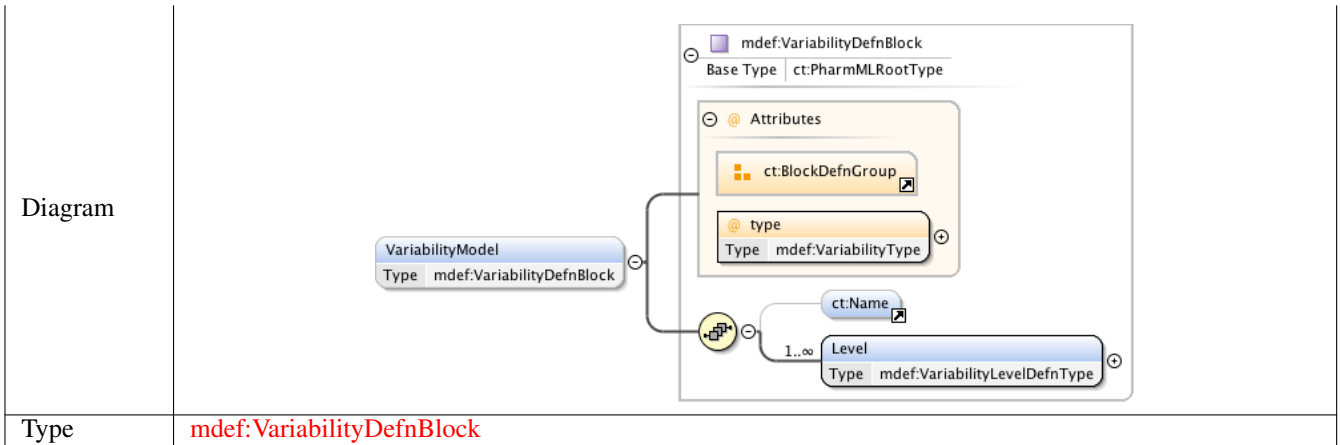 Diagram
mdef:VariabilityDefnBlock
Base Type ct:PharmMLRootType
@ Attributes
ct:BlockDefnGroup
@ type
Type mdef:VariabilityType
VariabilityModel
Type mdef:VariabilityDefnBlock
ct:Name
1..∞
Level
Type mdef:VariabilityLevelDefnType
Type mdef:VariabilityDefnBlock